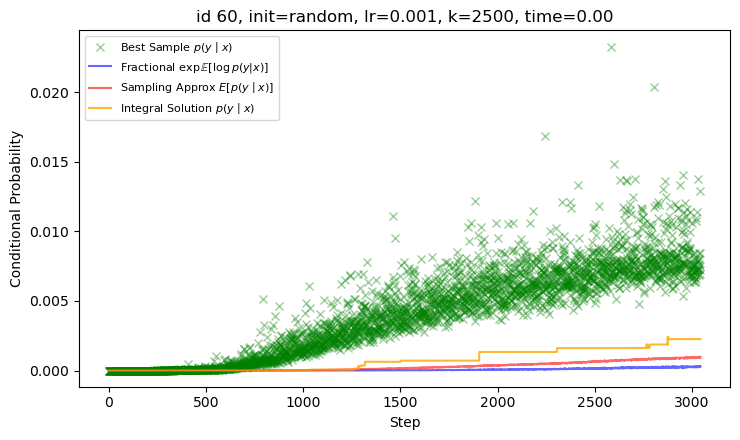 id 60, init=random, lr=0.001, k=2500, time=0.00
Best Sample p(y | x)
Fractional exp𝔼[log p(y|x)]
Sampling Approx E[p(y | x)]
Integral Solution p(y | x)
Conditional Probability
0.020
0.015
0.010
0.005
0.000
0
500
1000
1500
2000
2500
3000
Step